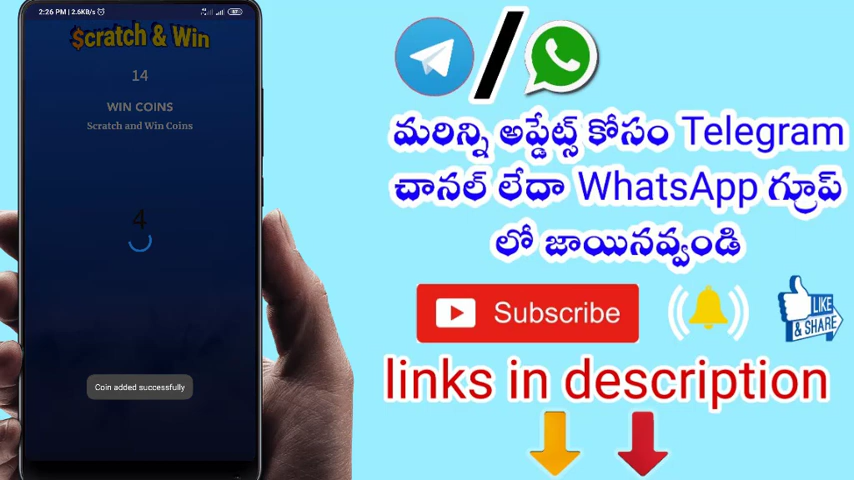 2:26 PM | 2.6KB/s
$cratch & Win
14
WIN COINS
Scratch and Win Coins
4
Coin added successfully
మరిన్ని అప్డేట్స్ కోసం Telegram
చానల్ లేదా WhatsApp గ్రూప్
లో జాయినవ్వండి
Subscribe
LIKE
& SHARE
links in description